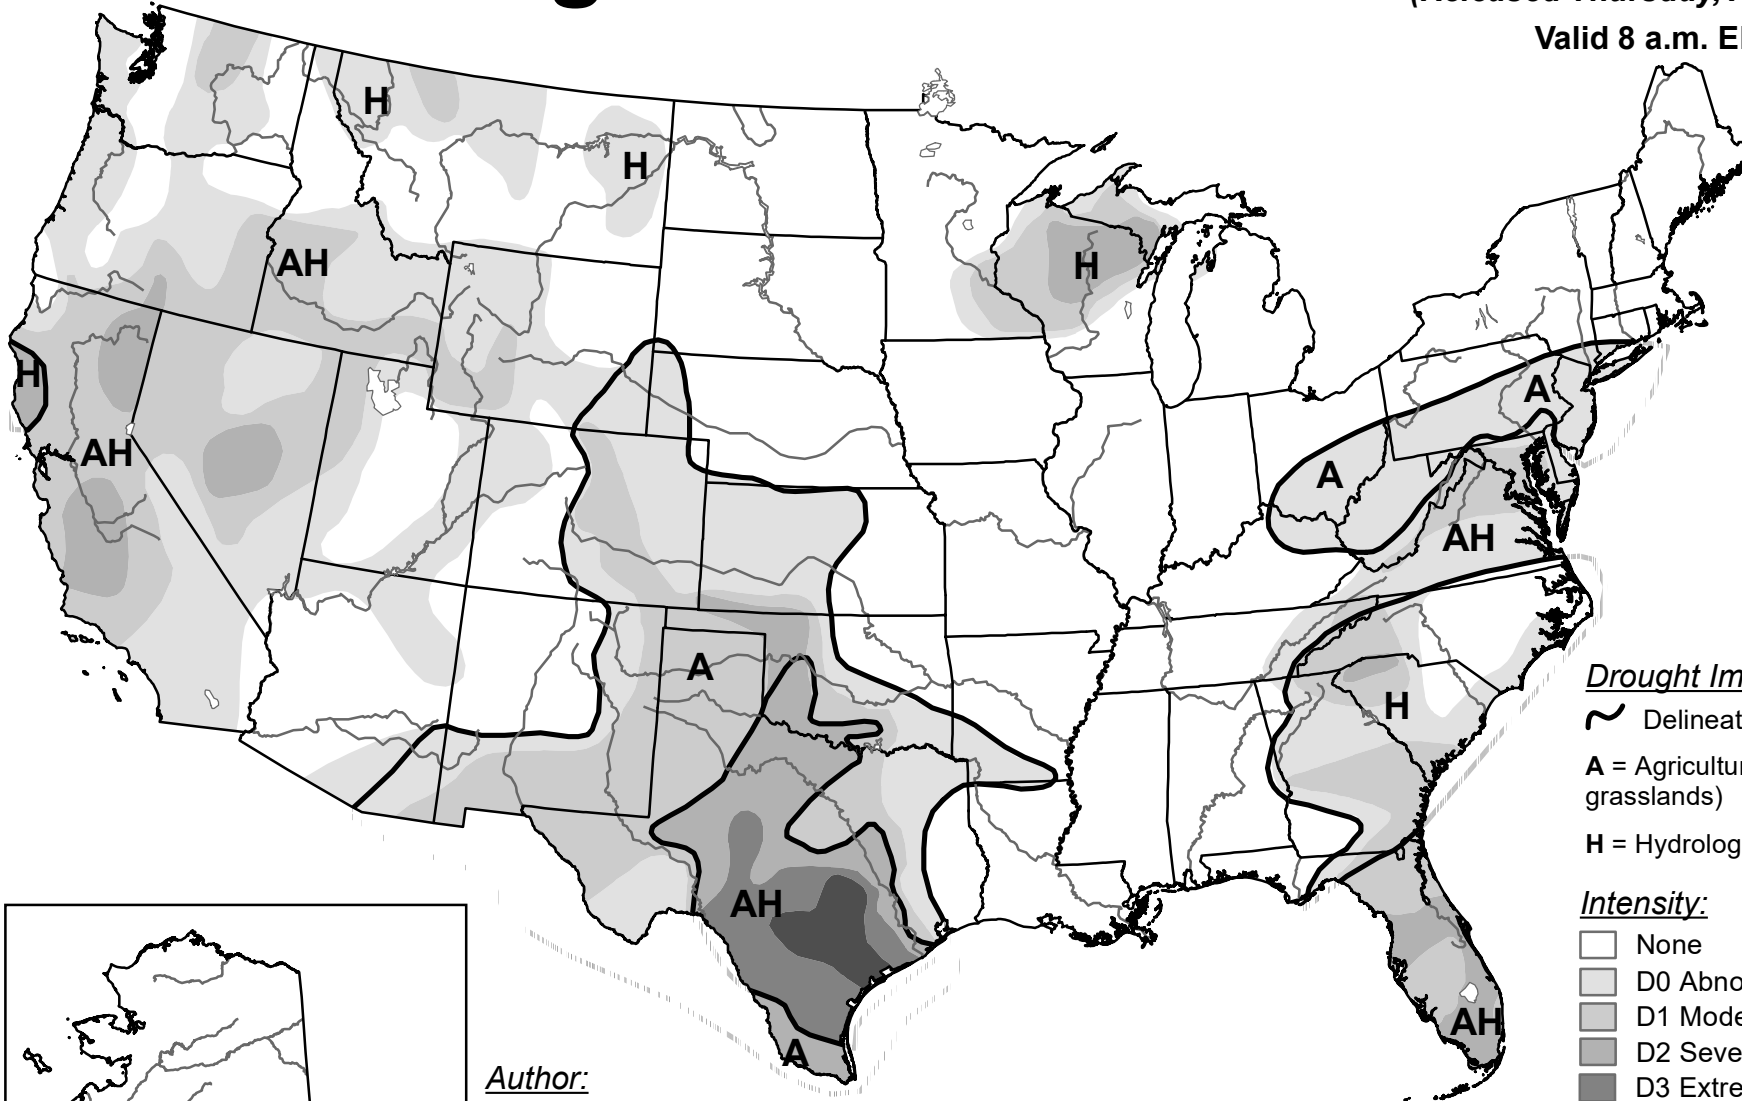 Valid 8 a.m.
H
H
AH
H
H
A
AH
A
AH
A
H
AH
AH
A
Drought
Delineat
A = Agricultur
grasslands)
H = Hydrolog
Intensity:
None
D0 Abno
D1 Mode
D2 Seve
D3 Extre
Author: